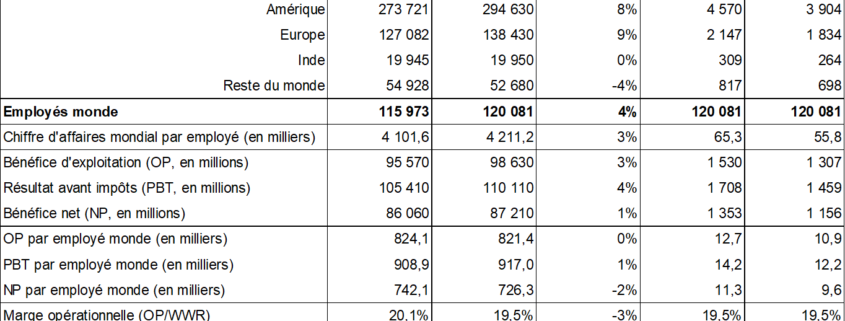 Amérique 273 721 294 630 8% 4 570 3 904
Europe 127 082 138 430 9% 2 147 1 834
Inde 19 945 19 950 0% 309 264
Reste du monde 54 928 52 680 -4% 817 698
Employés monde 115 973 120 081 4% 120 081 120 081
Chiffre d'affaires mondial par employé (en milliers) 4 101,6 4 211,2 3% 65,3 55,8
Bénéfice d'exploitation (OP, en millions) 95 570 98 630 3% 1 530 1 307
Résultat avant impôts (PBT, en millions) 105 410 110 110 4% 1 708 1 459
Bénéfice net (NP, en millions) 86 060 87 210 1% 1 353 1 156
OP par employé monde (en milliers) 824,1 821,4 0% 12,7 10,9
PBT par employé monde (en milliers) 908,9 917,0 1% 14,2 12,2
NP par employé monde (en milliers) 742,1 726,3 -2% 11,3 9,6
Marge opérationnelle (OP/WWR) 20,1% 19,5% -3% 19,5% 19,5%